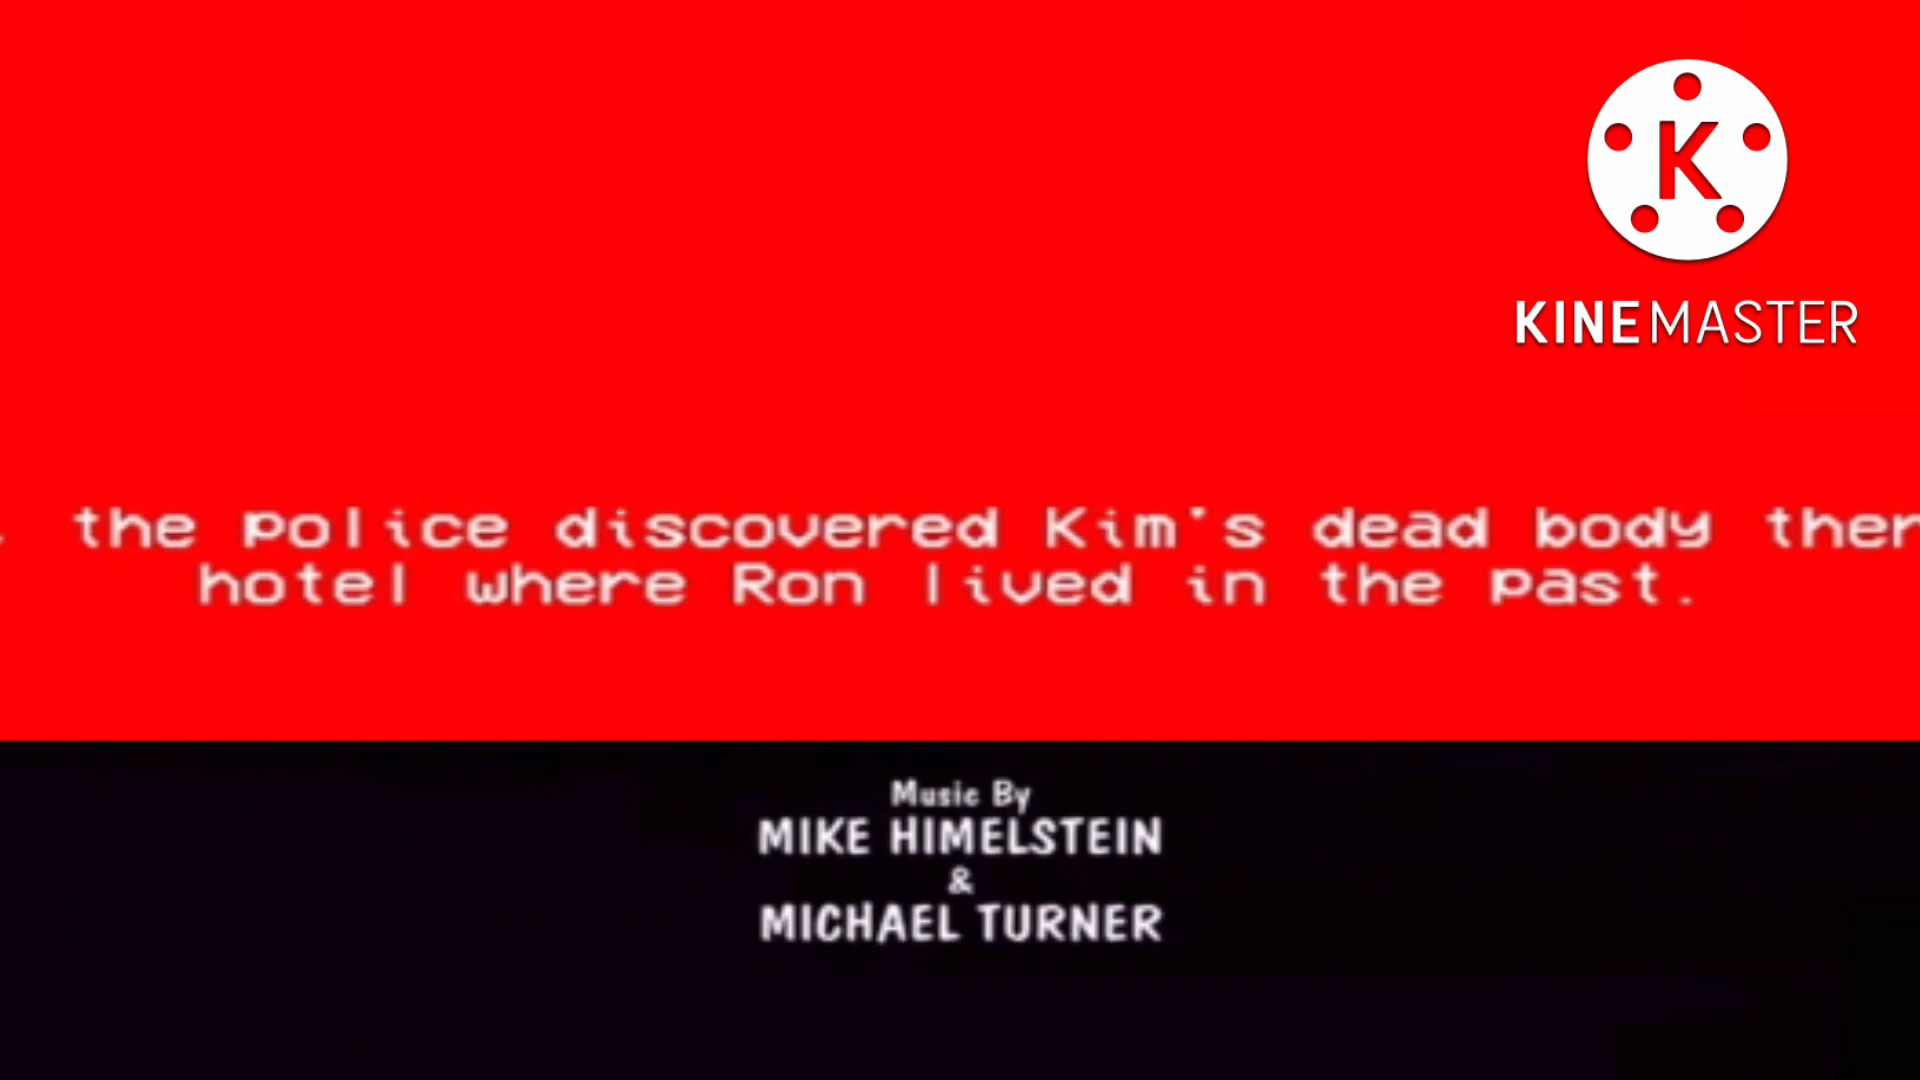 K
KINEMASTER
the police discovered Kim's dead body
hotel where Ron lived in the past.
Music By
MIKE HIMELSTEIN
&
MICHAEL TURNER